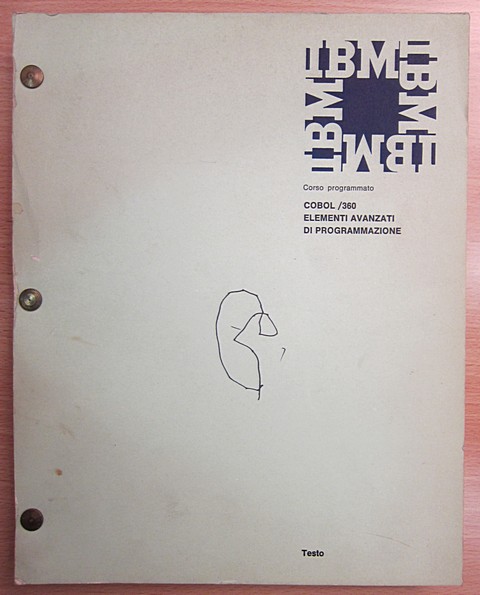 IBM
IBM
IBM
IBM
Corso programmato
COBOL /360
ELEMENTI AVANZATI
DI PROGRAMMAZIONE
Testo